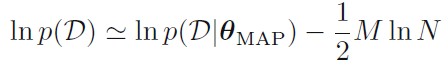 ln p(𝒟) ≃ ln p(𝒟|𝜽_MAP) − ½ M ln N